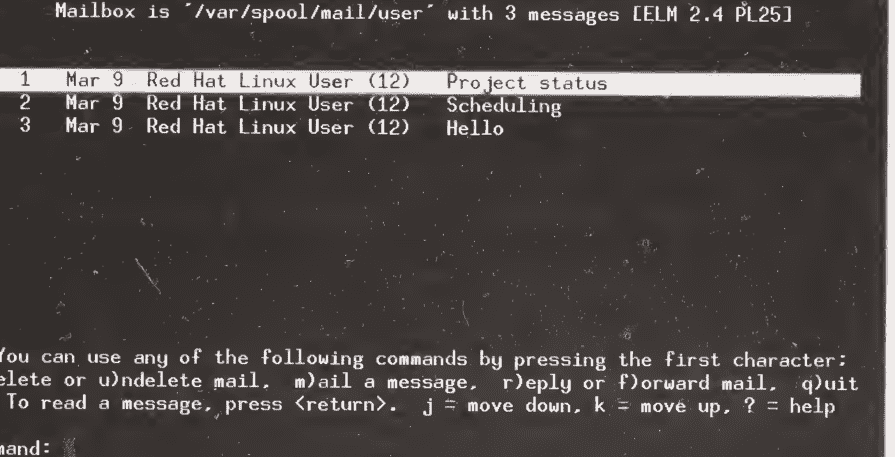 Mailbox is '/var/spool/mail/user' with 3 messages [ELM 2.4 PL25]
1 Mar 9 Red Hat Linux User (12) Project status
2 Mar 9 Red Hat Linux User (12) Scheduling
3 Mar 9 Red Hat Linux User (12) Hello
You can use any of the following commands by pressing the first character:
elete or u)ndelete mail, m)ail a message, r)eply or f)orward mail, q)uit
To read a message, press <return>. j = move down, k = move up, ? = help
mand: